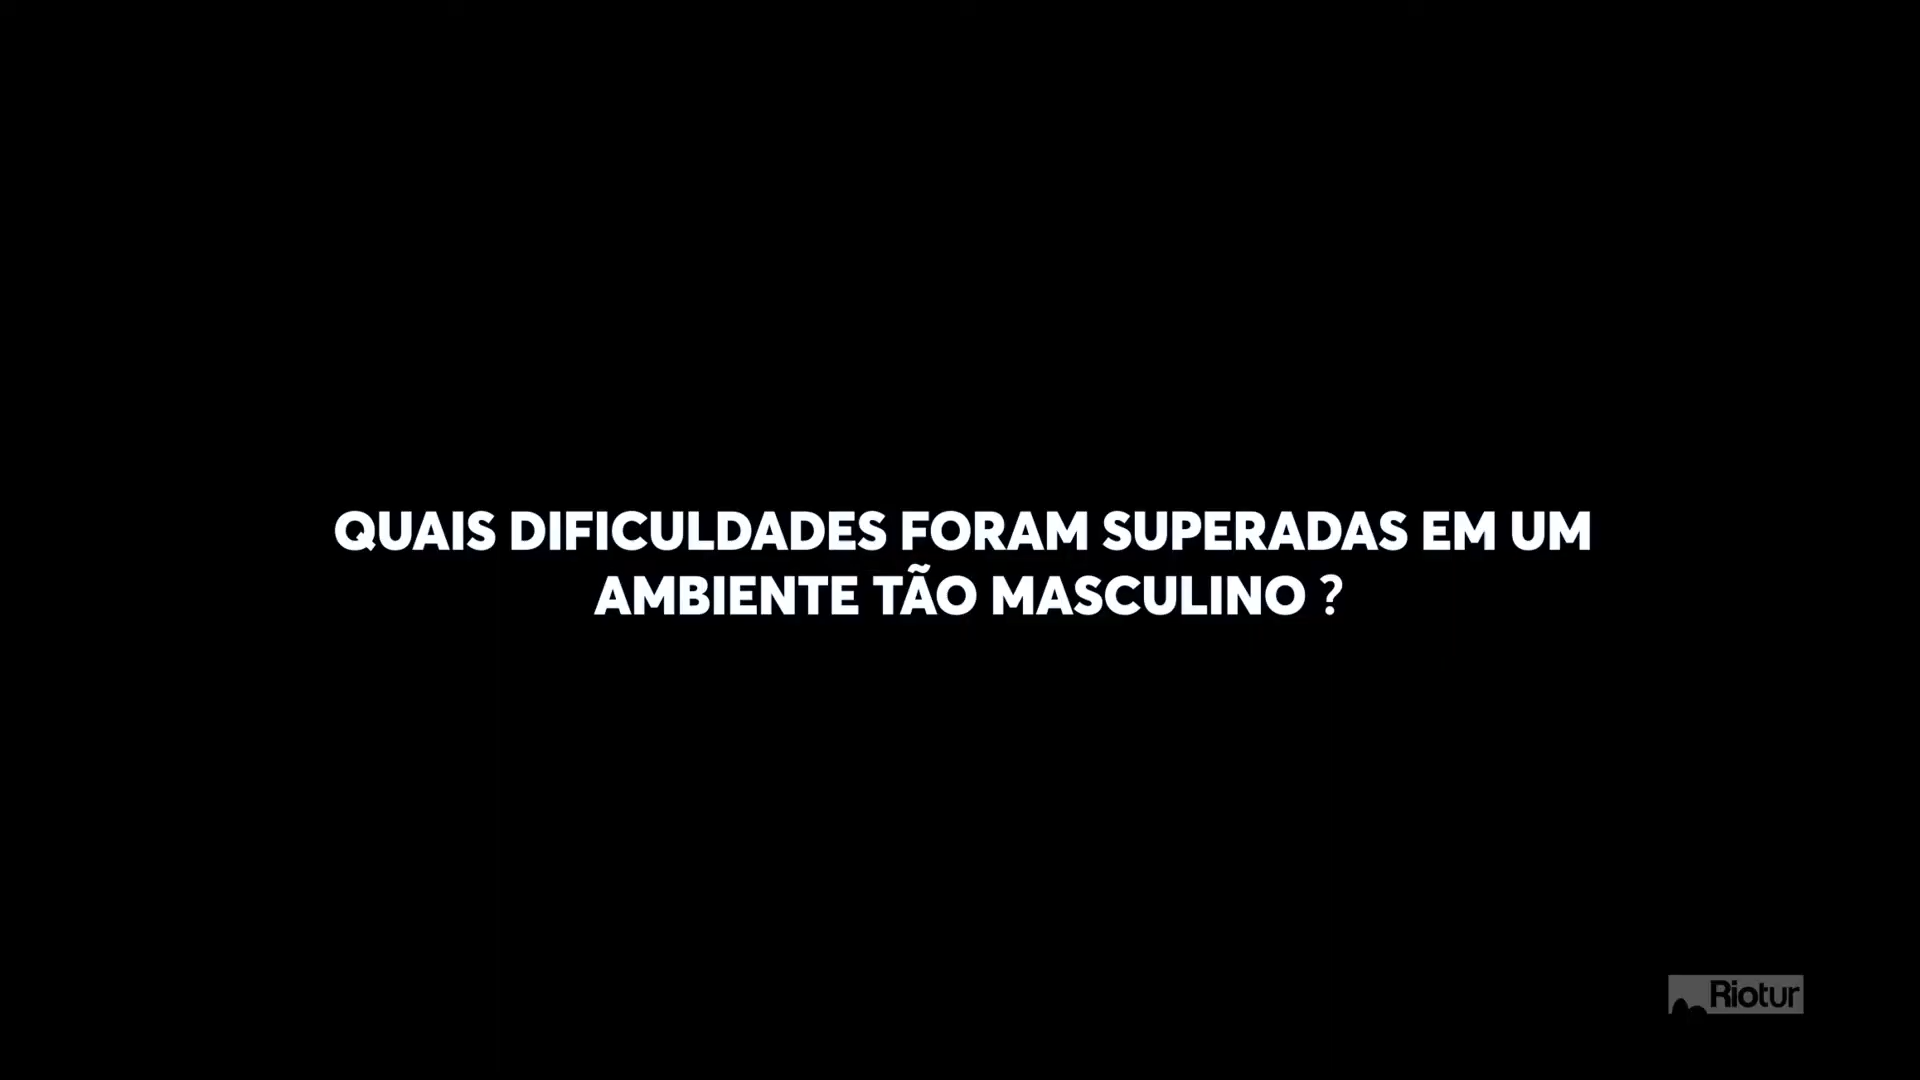 QUAIS DIFICULDADES FORAM SUPERADAS EM UM
AMBIENTE TÃO MASCULINO ?
Riotur